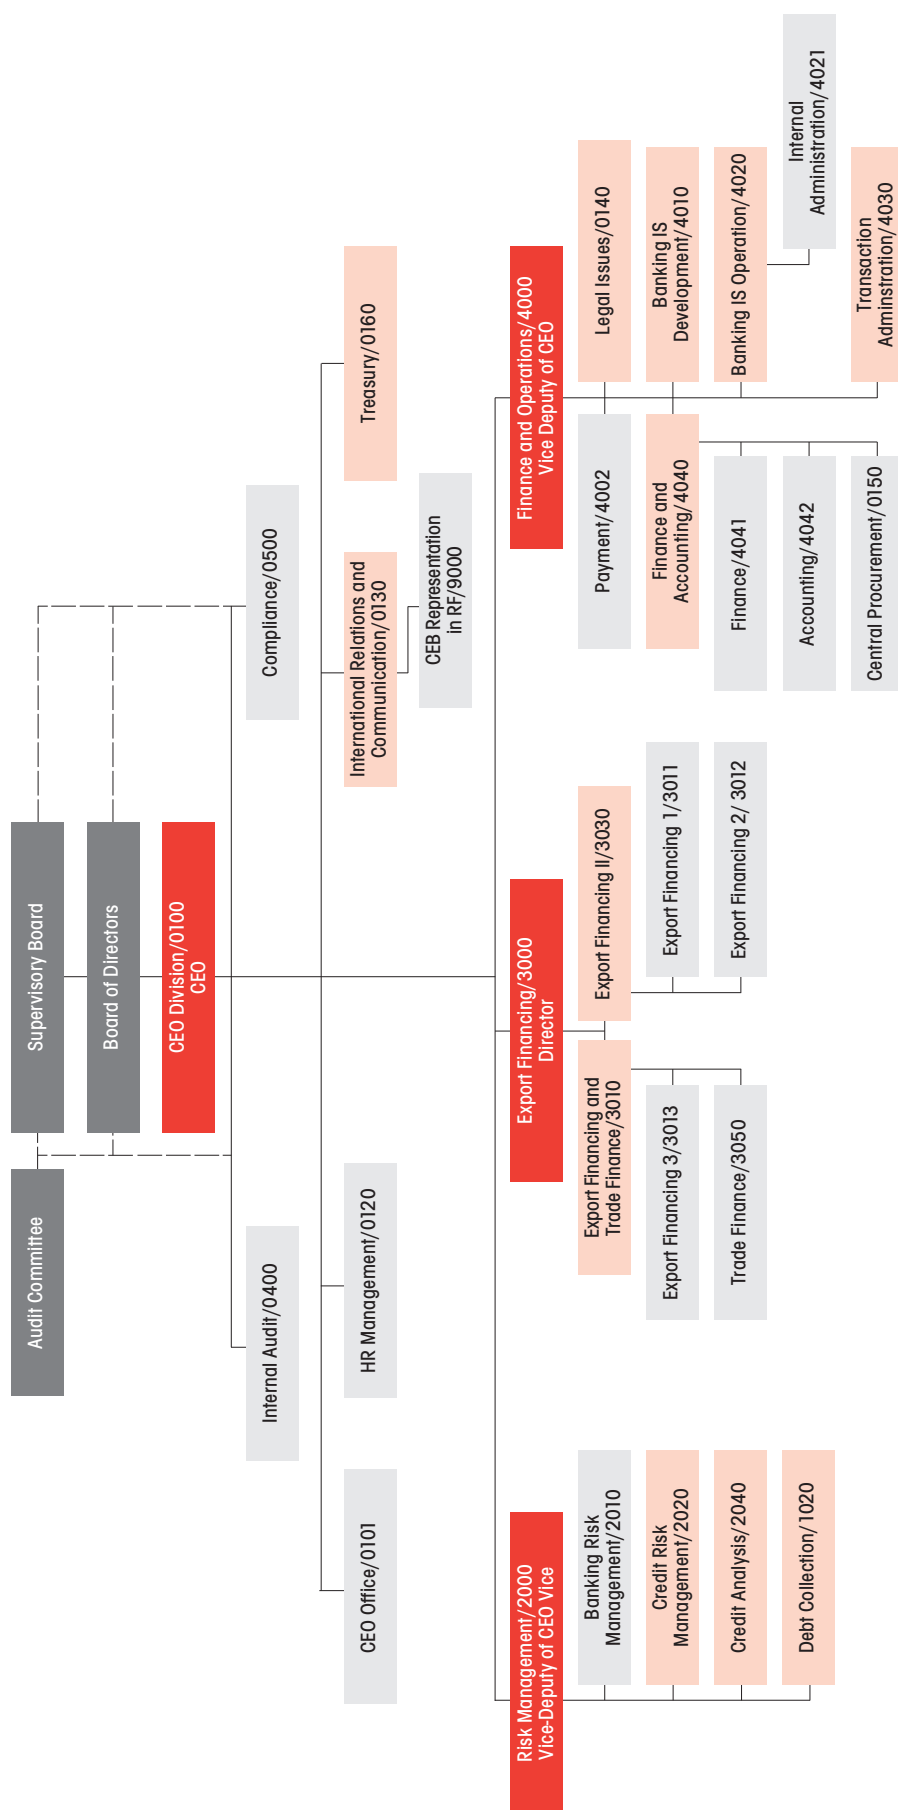 Audit Committee
Supervisory Board
Board of Directors
CEO Division/0100
CEO
Internal Audit/0400
Compliance/0500
CEO Office/0101
HR Management/0120
International Relations and
Communication/0130
Treasury/0160
CEB Representation
in RF/9000
Risk Management/2000
Vice-Deputy of CEO Vice
Banking Risk
Management/2010
Credit Risk
Management/2020
Credit Analysis/2040
Debt Collection/1020
Export Financing/3000
Director
Export Financing and
Trade Finance/3010
Export Financing 3/3013
Trade Finance/3050
Export Financing II/3030
Export Financing 1/3011
Export Financing 2/ 3012
Finance and Operations/4000
Vice Deputy of CEO
Payment/4002
Finance and
Accounting/4040
Finance/4041
Accounting/4042
Central Procurement/0150
Legal Issues/0140
Banking IS
Development/4010
Banking IS Operation/4020
Internal
Administration/4021
Transaction
Adminstration/4030